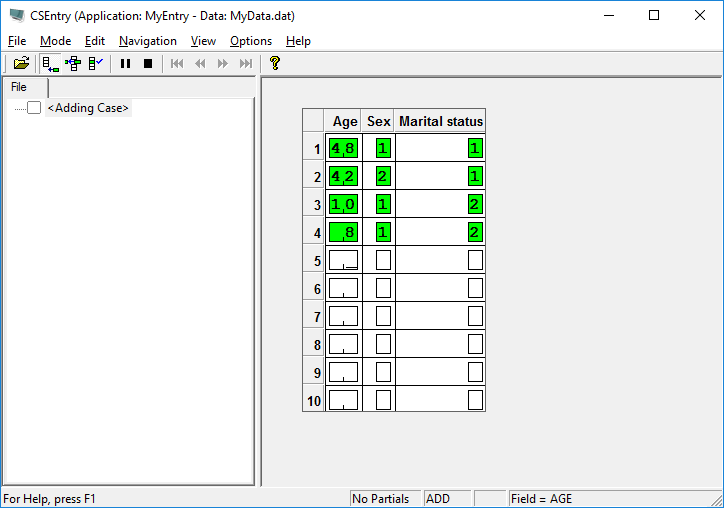 CSEntry (Application: MyEntry - Data: MyData.dat)
File Mode Edit Navigation View Options Help
File
<Adding Case>
Age Sex Marital status
1 48 1 1
2 42 2 1
3 10 1 2
4 8 1 2
5
6
7
8
9
10
For Help, press F1 No Partials ADD Field = AGE